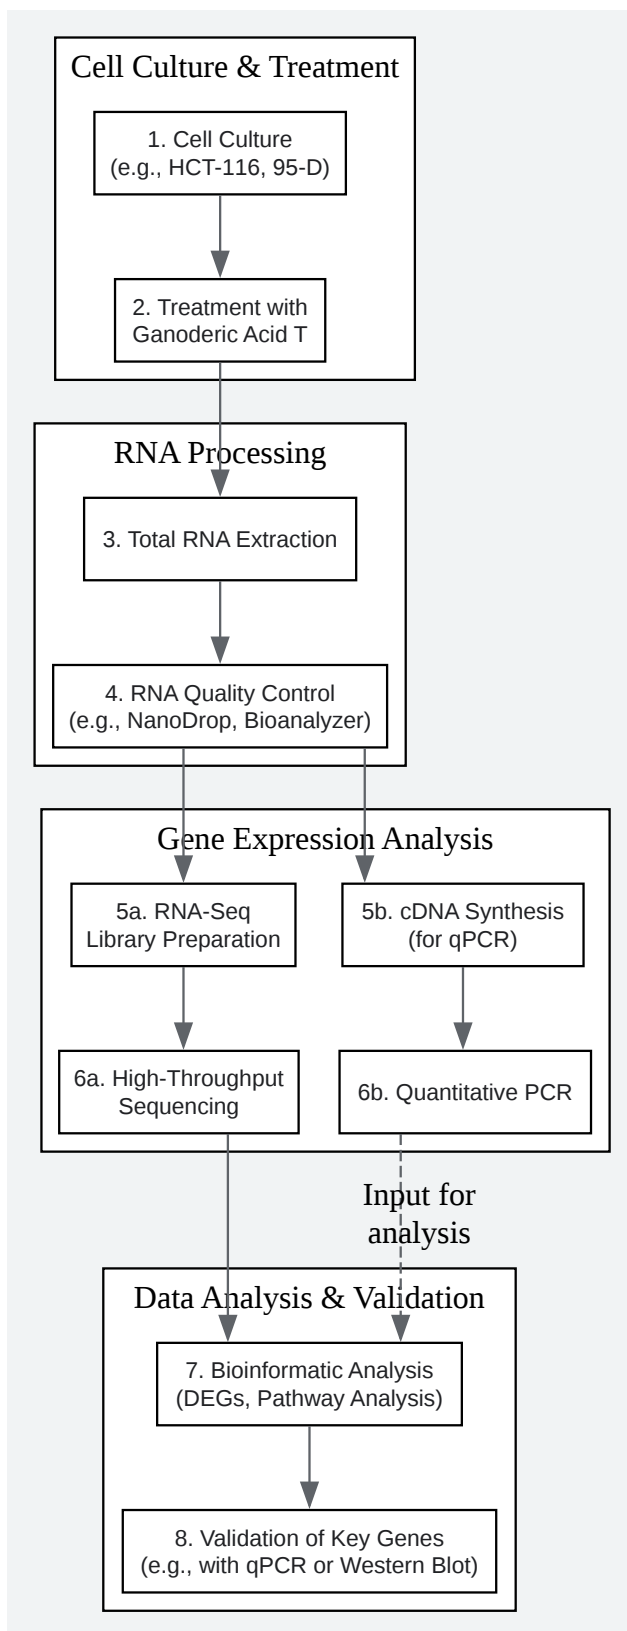 Cell Culture & Treatment
1. Cell Culture
(e.g., HCT-116, 95-D)
2. Treatment with
Ganoderic Acid T
RNA Processing
3. Total RNA Extraction
4. RNA Quality Control
(e.g., NanoDrop, Bioanalyzer)
Gene Expression Analysis
5a. RNA-Seq
Library Preparation
5b. cDNA Synthesis
(for qPCR)
6a. High-Throughput
Sequencing
6b. Quantitative PCR
Input for
analysis
Data Analysis & Validation
7. Bioinformatic Analysis
(DEGs, Pathway Analysis)
8. Validation of Key Genes
(e.g., with qPCR or Western Blot)